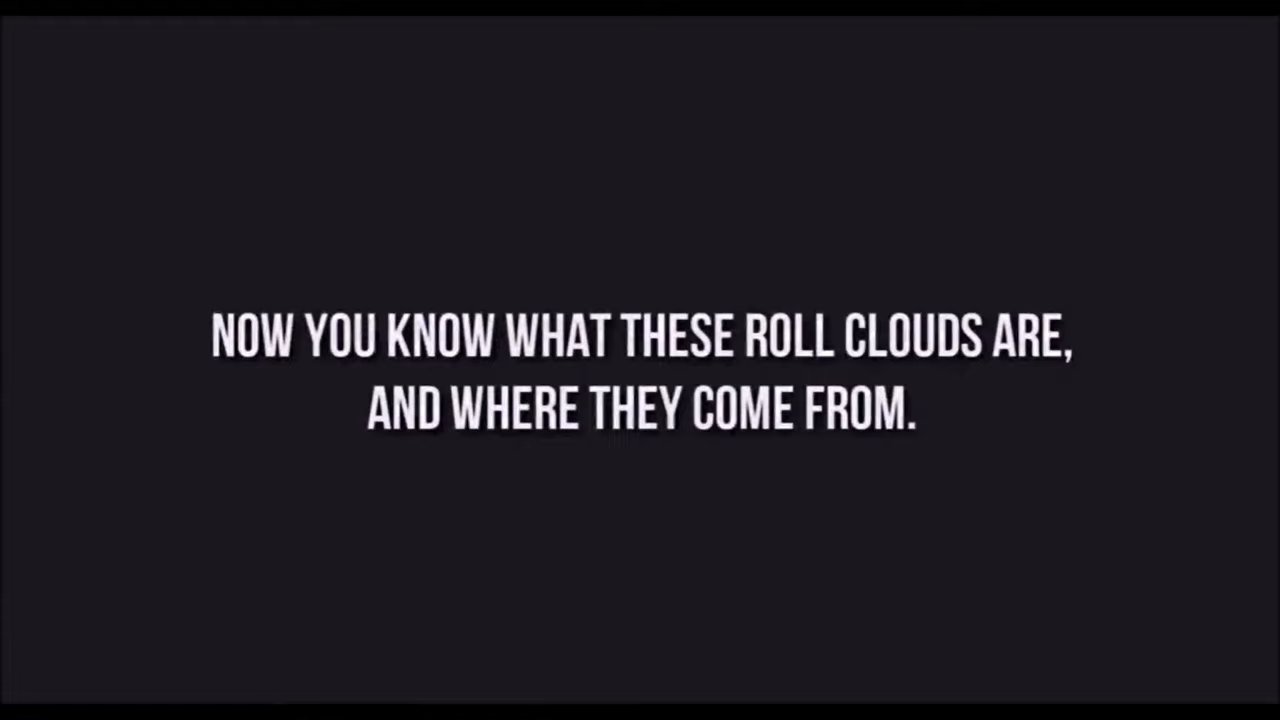 NOW YOU KNOW WHAT THESE ROLL CLOUDS ARE,
AND WHERE THEY COME FROM.